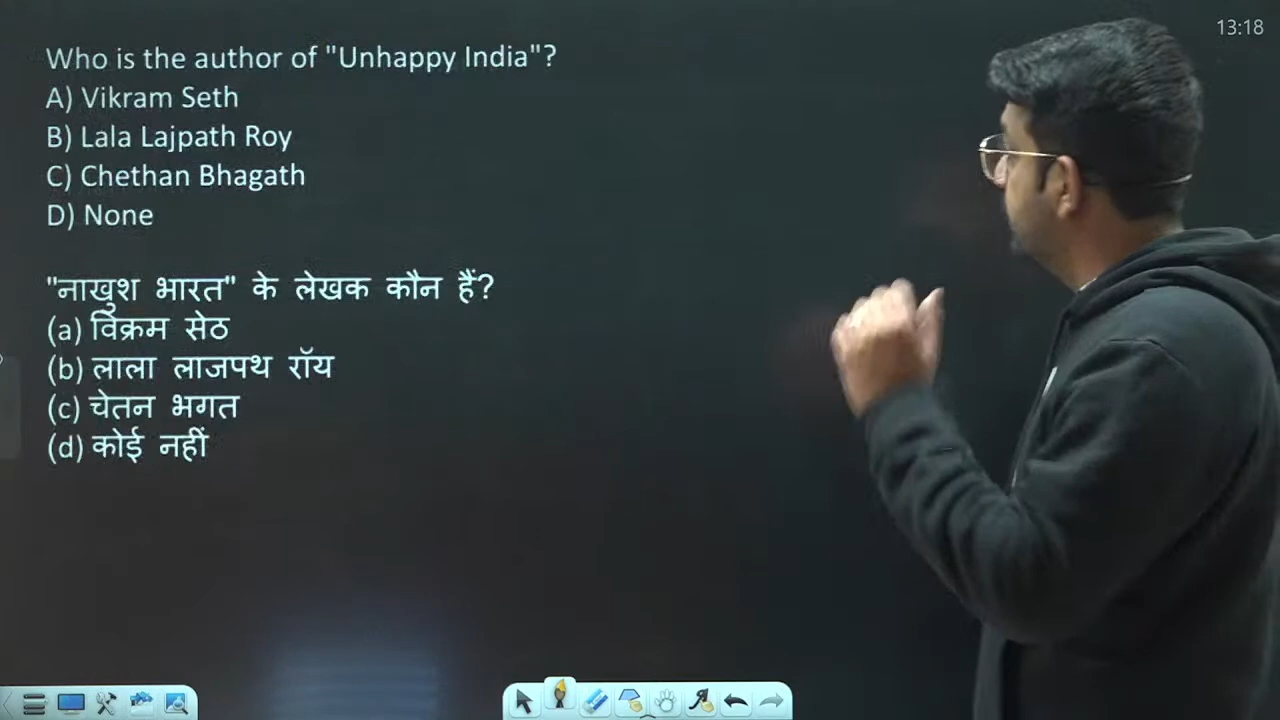 13:18
Who is the author of "Unhappy India"?
A) Vikram Seth
B) Lala Lajpath Roy
C) Chethan Bhagath
D) None
"नाखुश भारत" के लेखक कौन हैं?
(a) विक्रम सेठ
(b) लाला लाजपथ रॉय
(c) चेतन भगत
(d) कोई नहीं